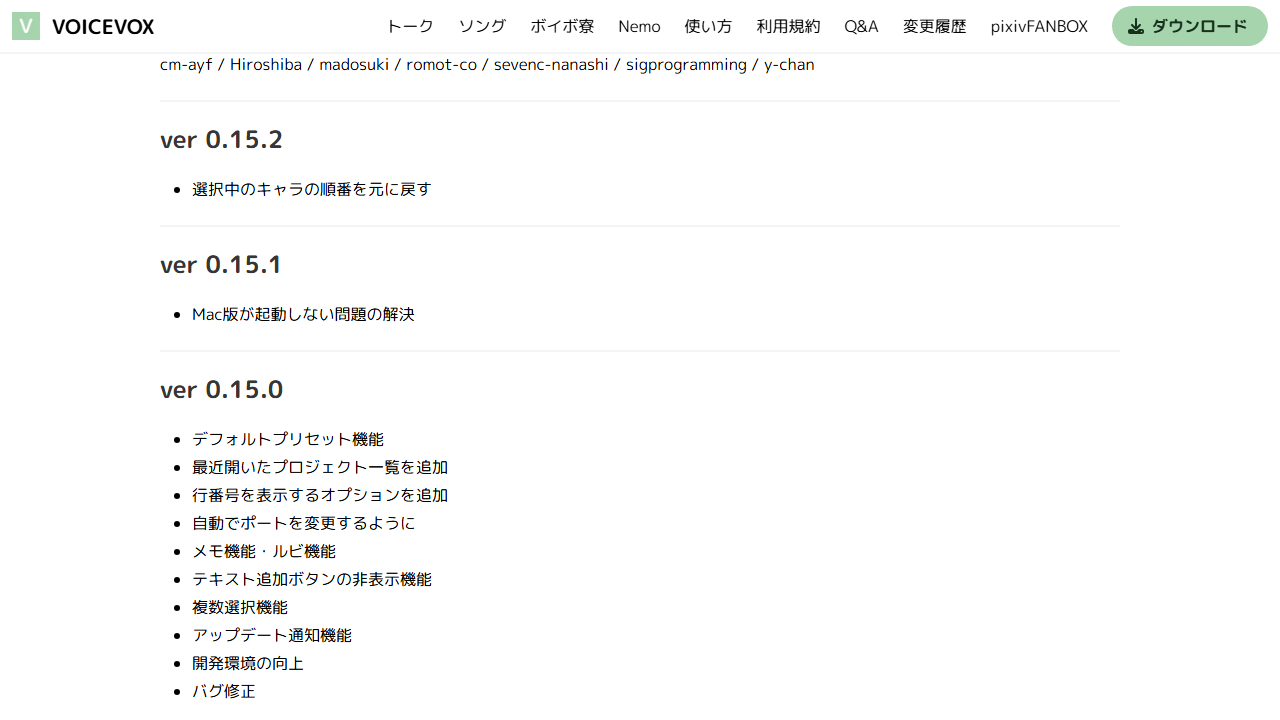 V VOICEVOX トーク ソング ボイボ寮 Nemo 使い方 利用規約 Q&A 変更履歴 pixivFANBOX ダウンロード
cm-ayf / Hiroshiba / madosuki / romot-co / sevenc-nanashi / sigprogramming / y-chan
ver 0.15.2
• 選択中のキャラの順番を元に戻す
ver 0.15.1
• Mac版が起動しない問題の解決
ver 0.15.0
• デフォルトプリセット機能
• 最近開いたプロジェクト一覧を追加
• 行番号を表示するオプションを追加
• 自動でポートを変更するように
• メモ機能・ルビ機能
• テキスト追加ボタンの非表示機能
• 複数選択機能
• アップデート通知機能
• 開発環境の向上
• バグ修正